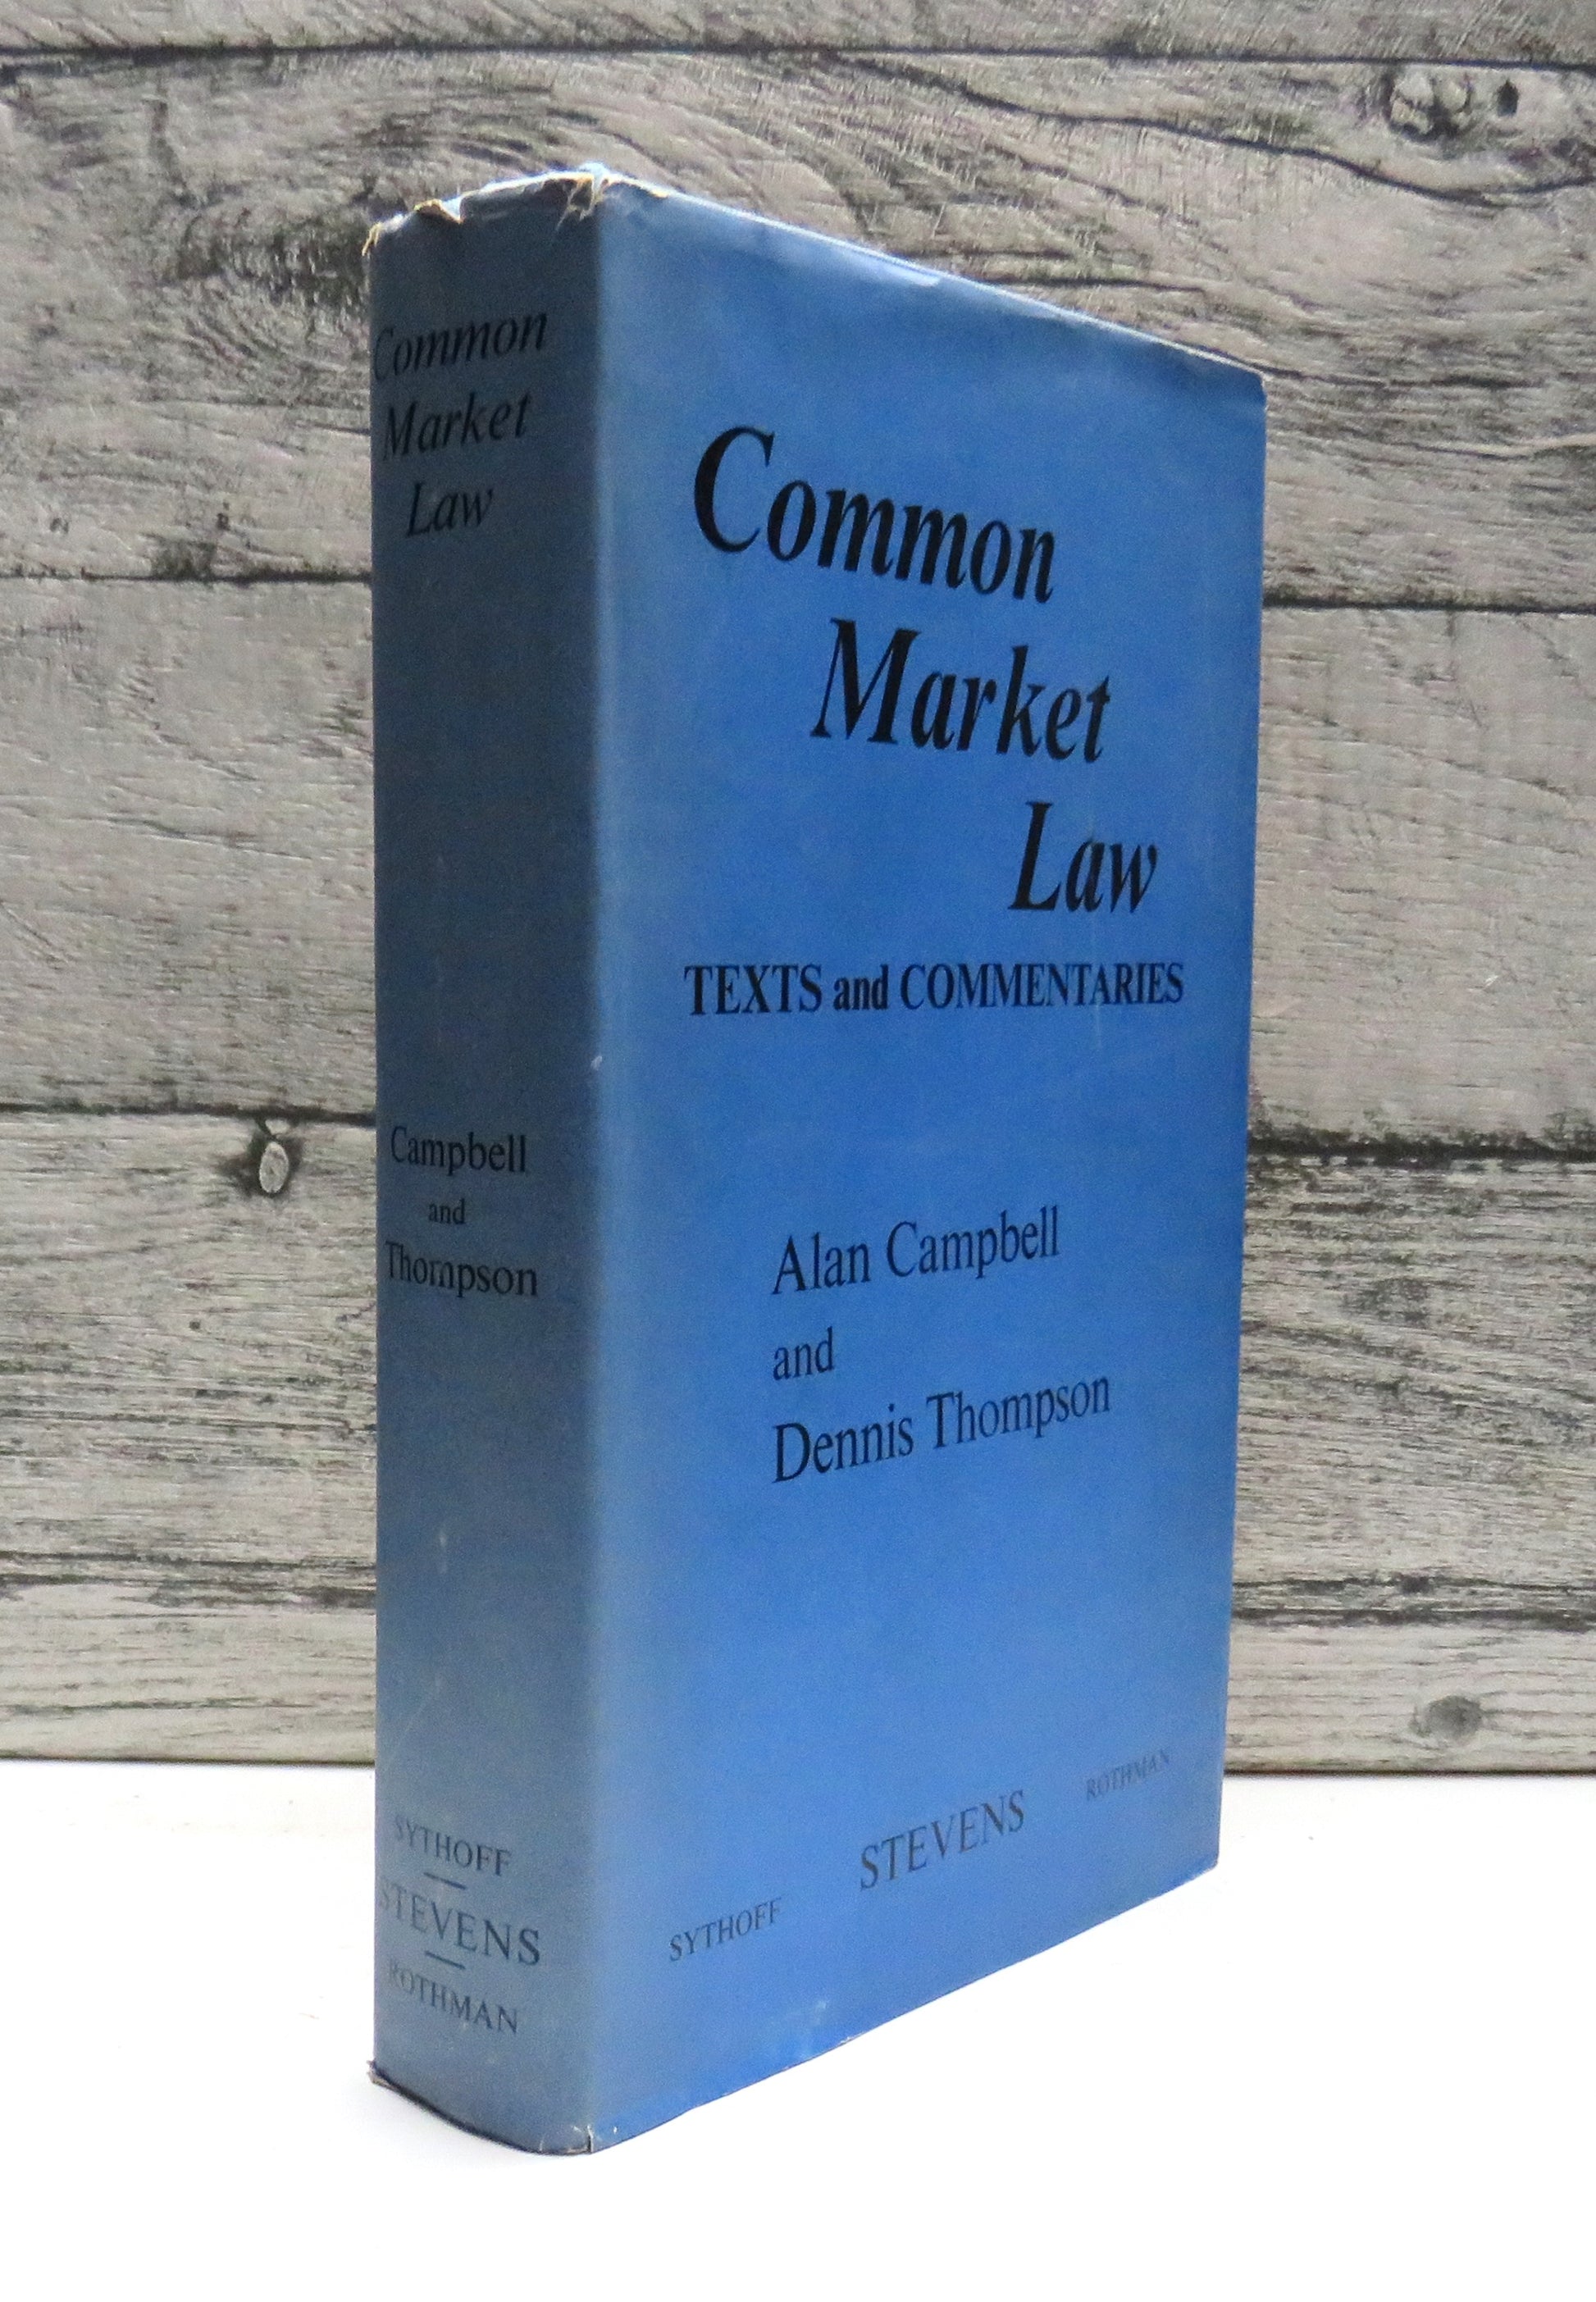 Common
Market
Law
Campbell
and
Thompson
SYTHOFF
STEVENS
ROTHMAN
Common
Market
Law
TEXTS and COMMENTARIES
Alan Campbell
and
Dennis Thompson
SYTHOFF STEVENS ROTHMAN